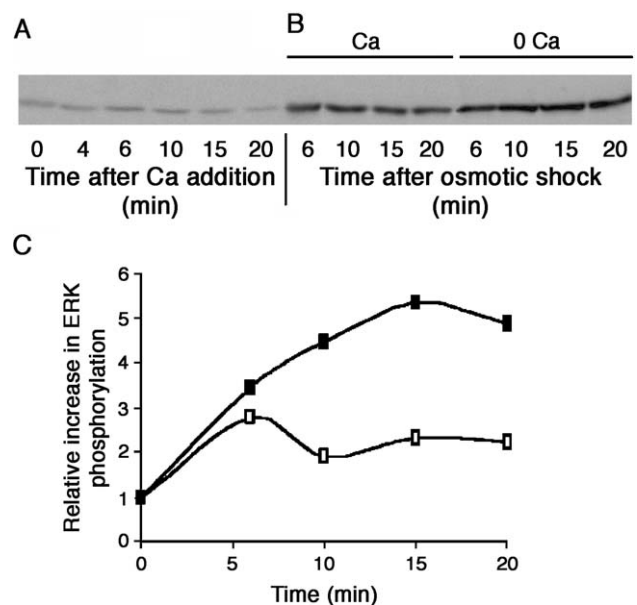 A
B
Ca 0 Ca
0 4 6 10 15 20 6 10 15 20 6 10 15 20
Time after Ca addition
(min)
Time after osmotic shock
(min)
C
Relative increase in ERK
phosphorylation
6
5
4
3
2
1
0
0 5 10 15 20
Time (min)